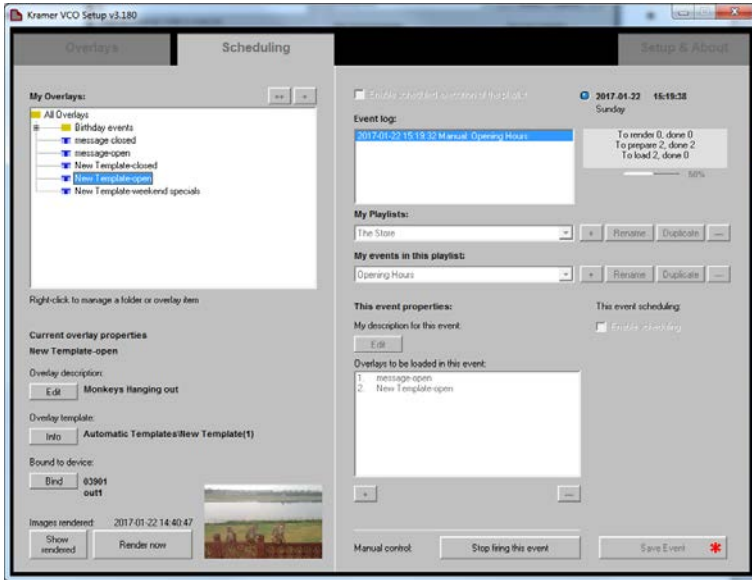 Kramer VCO Setup v3.180
Overlays
Scheduling
Setup & About
My Overlays:
++
+
All Overlays
Birthday events
message-closed
message-open
New Template-closed
New Template-open
New Template-weekend specials
Right-click to manage a folder or overlay item
Current overlay properties
New Template-open
Overlay description:
Edit
Monkeys Hanging out
Overlay template:
Info
Automatic Templates\New Template(1)
Bound to device:
Bind
03901
out1
Images rendered:
2017-01-22 14:40:47
Show
rendered
Render now
Enable scheduled execution of the playlist
2017-01-22 15:19:38
Sunday
Event log:
2017-01-22 15:19:32 Manual: Opening Hours
To render 0, done 0
To prepare 2, done 2
To load 2, done 0
50%
My Playlists:
The Store
+
Rename
Duplicate
—
My events in this playlist:
Opening Hours
+
Rename
Duplicate
—
This event properties:
This event scheduling:
My description for this event:
Enable scheduling
Edit
Overlays to be loaded in this event:
1. message-open
2. New Template-open
+
—
Manual control:
Stop firing this event
Save Event